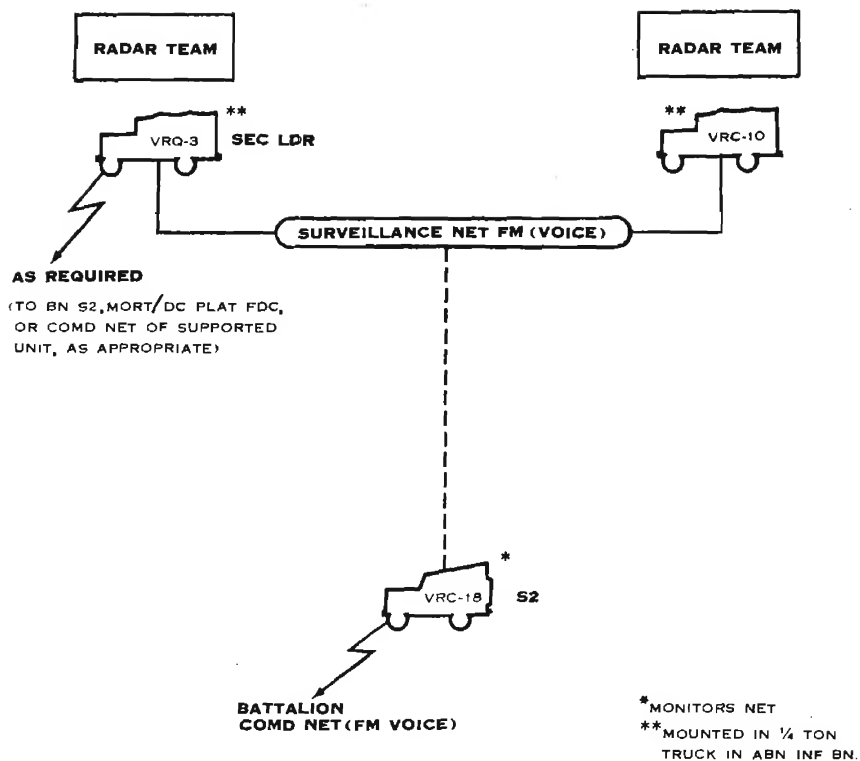 RADAR TEAM
RADAR TEAM
**
VRQ-3
SEC LDR
**
VRC-10
SURVEILLANCE NET FM (VOICE)
AS REQUIRED
(TO BN S2, MORT/DC PLAT FDC,
OR COMD NET OF SUPPORTED
UNIT, AS APPROPRIATE)
*
VRC-18
S2
BATTALION
COMD NET (FM VOICE)
*MONITORS NET
**MOUNTED IN ¼ TON
TRUCK IN ABN INF BN.